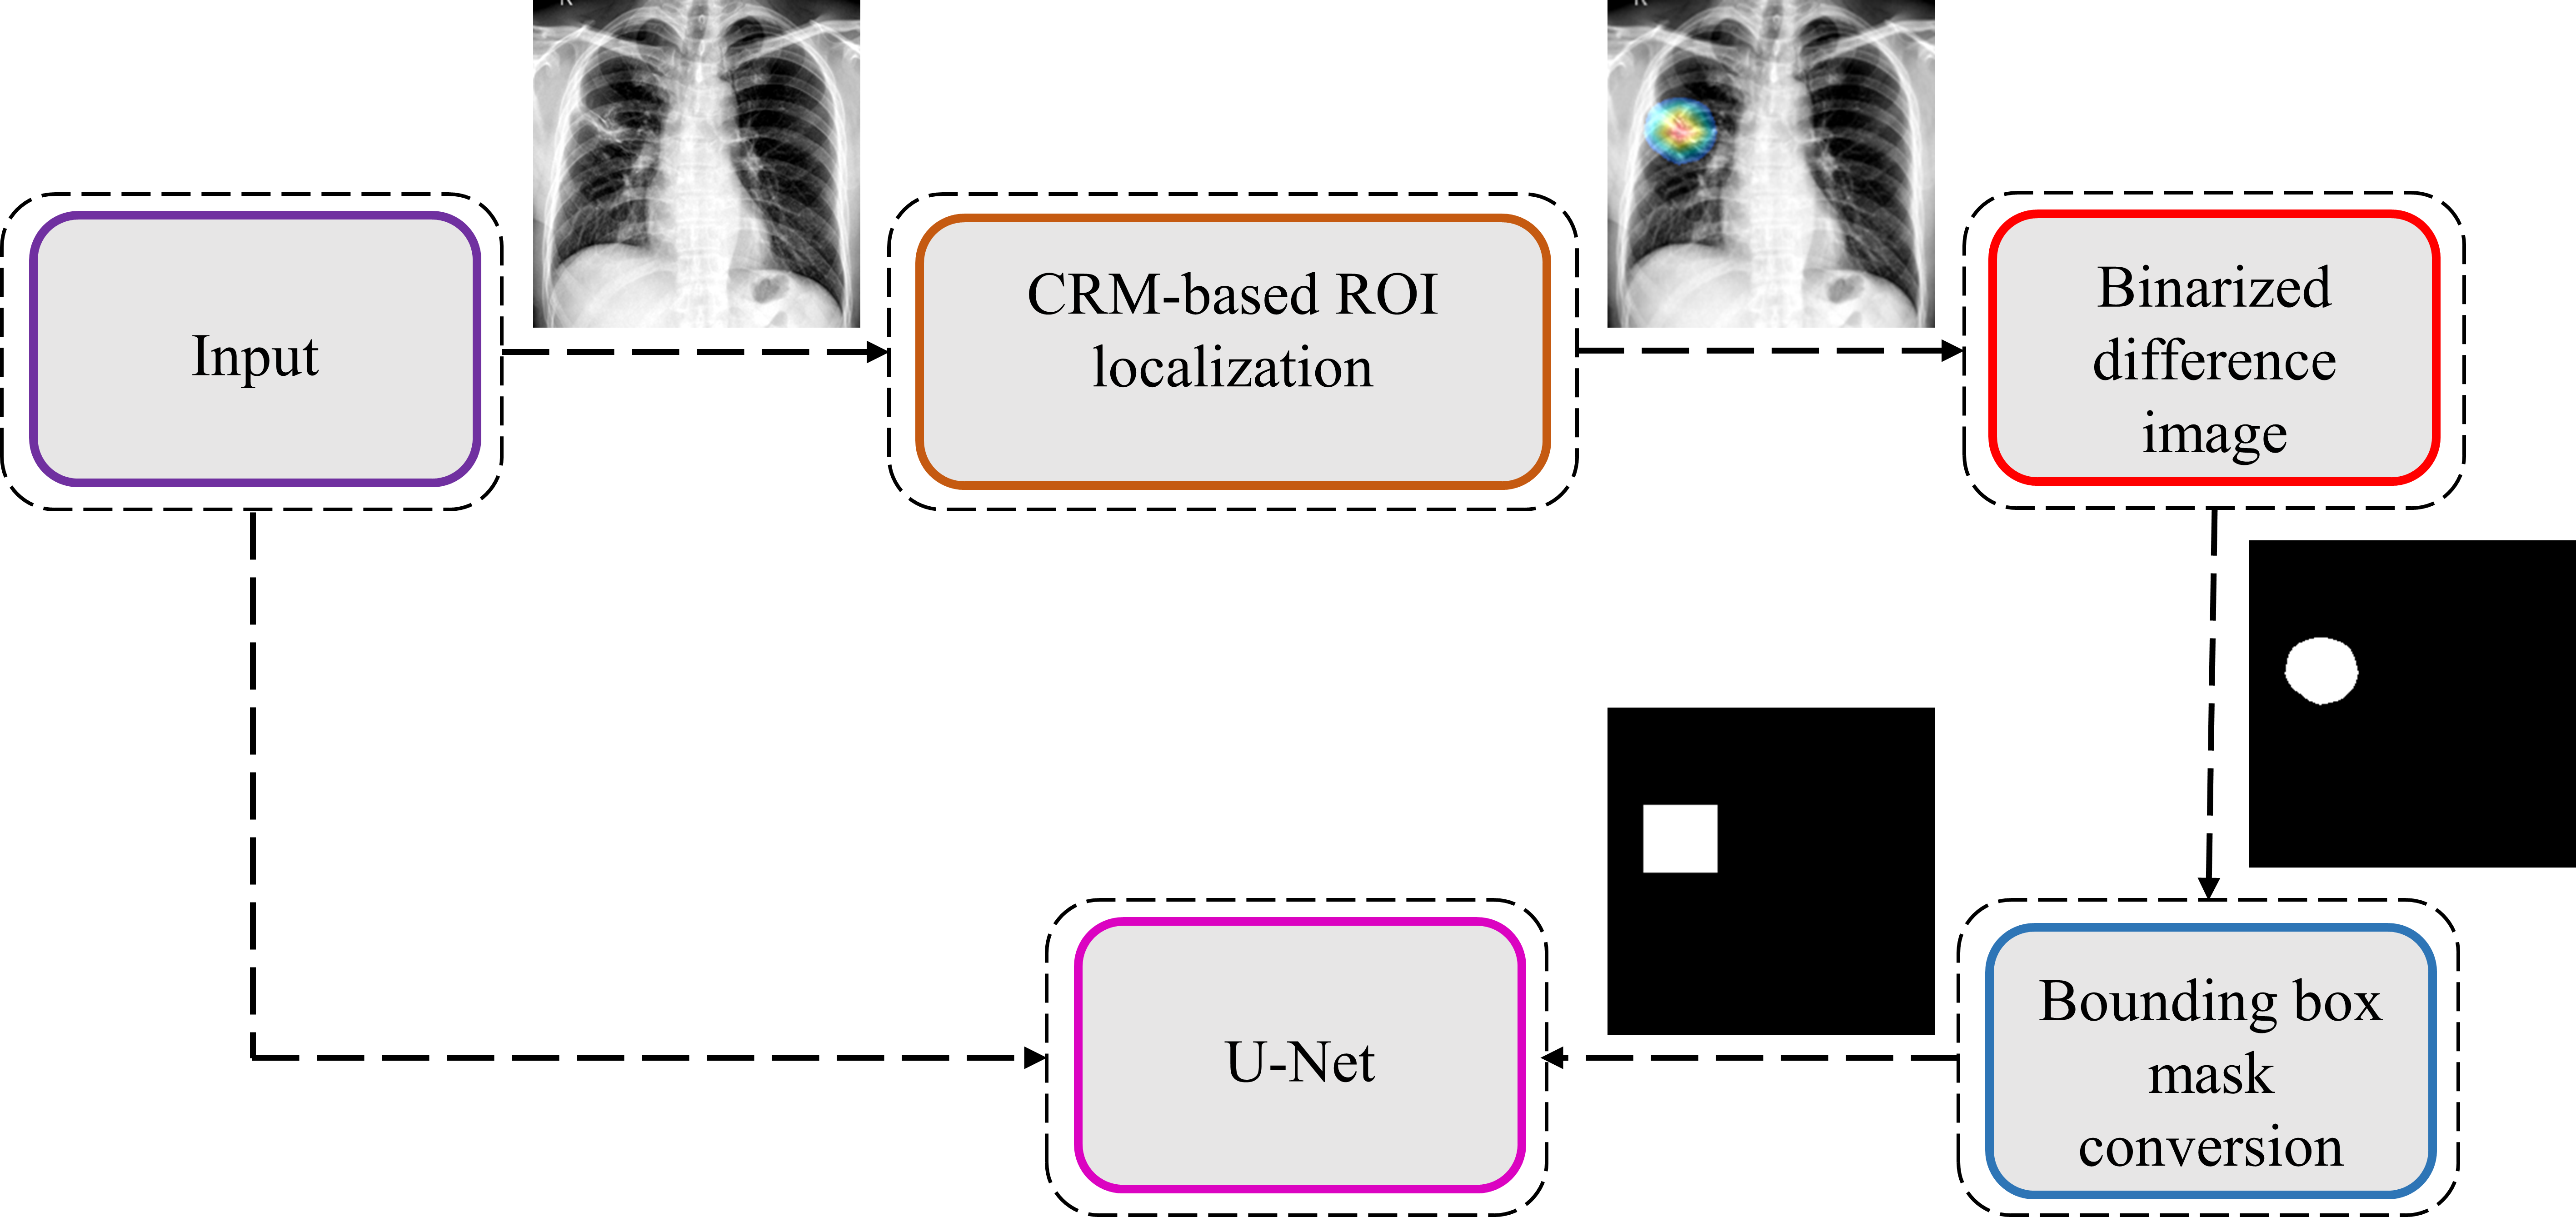 Input
CRM-based ROI
localization
Binarized
difference
image
U-Net
Bounding box
mask
conversion